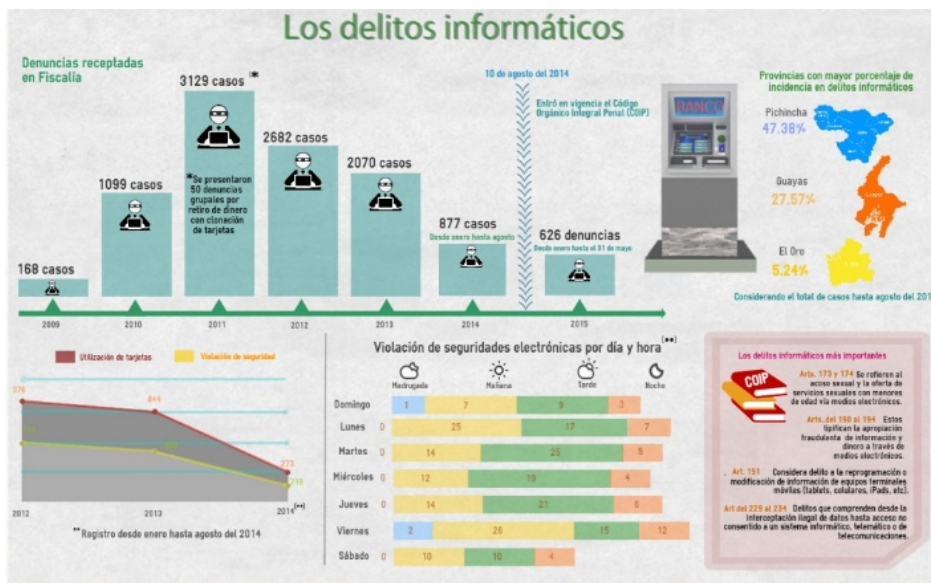 Los delitos informáticos
Denuncias receptadas
en Fiscalía
168 casos
1099 casos
3129 casos (*)
*Se presentaron
50 denuncias
grupales por
retiro de dinero
con clonación
de tarjetas
2682 casos
2070 casos
877 casos
Desde enero hasta agosto
10 de agosto del 2014
Entró en vigencia el Código
Orgánico Integral Penal (COIP)
626 denuncias
Desde enero hasta el 31 de mayo
2009 2010 2011 2012 2013 2014 2015
BANCO
Provincias con mayor porcentaje de
incidencia en delitos informáticos
Pichincha
47.38%
Guayas
27.57%
El Oro
5.24%
Considerando el total de casos hasta agosto del 201
Utilización de tarjetas Violación de seguridad
844
273
2012 2013 2014(**)
**Registro desde enero hasta agosto del 2014
Violación de seguridades electrónicas por día y hora (**)
Madrugada Mañana Tarde Noche
Domingo 1 7 9 3
Lunes 0 25 17 7
Martes 0 14 25 5
Miércoles 0 12 19 4
Jueves 0 14 21 6
Viernes 2 26 15 12
Sábado 0 10 10 4
Los delitos informáticos más importantes
COIP
Arts. 173 y 174 Se refieren al
acoso sexual y la oferta de
servicios sexuales con menores
de edad vía medios electrónicos.
Arts. del 190 al 194 Estos
tipifican la apropiación
fraudulenta de información y
dinero a través de
medios electrónicos.
Art. 191 Considera delito a la reprogramación o
modificación de información de equipos terminales
móviles (tablets, celulares, iPads, etc).
Art del 229 al 234 Delitos que comprenden desde la
interceptación ilegal de datos hasta acceso no
consentido a un sistema informático, telemático o de
telecomunicaciones.